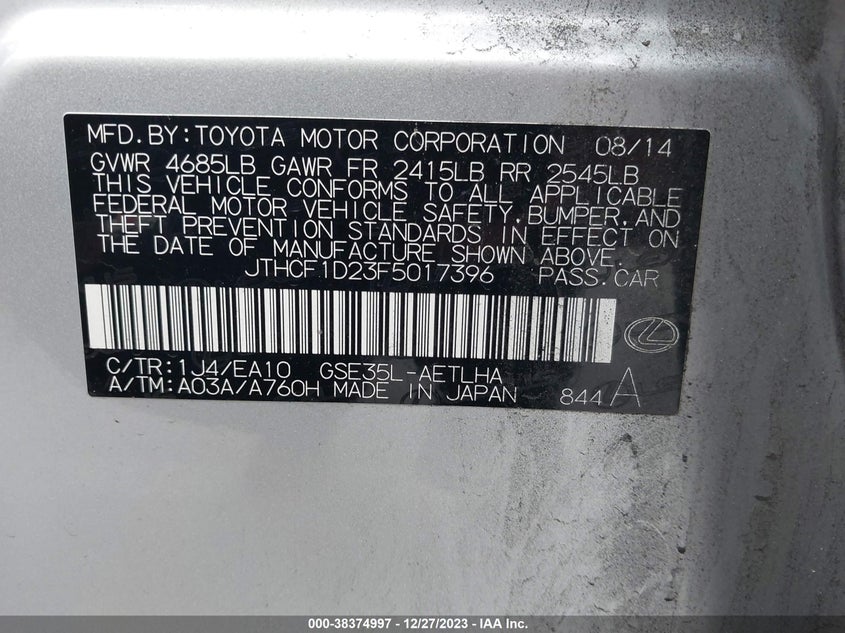 MFD.BY:TOYOTA MOTOR CORPORATION 08/14
GVWR 4685LB GAWR FR 2415LB RR 2545LB
THIS VEHICLE CONFORMS TO ALL APPLICABLE
FEDERAL MOTOR VEHICLE SAFETY,BUMPER,AND
THEFT PREVENTION STANDARDS IN EFFECT ON
THE DATE OF MANUFACTURE SHOWN ABOVE.
JTHCF1D23F5017396 PASS.CAR
C/TR:1J4/EA10 GSE35L-AETLHA
A/TM:A03A/A760H MADE IN JAPAN 844 A
000-38374997 - 12/27/2023 - IAA Inc.